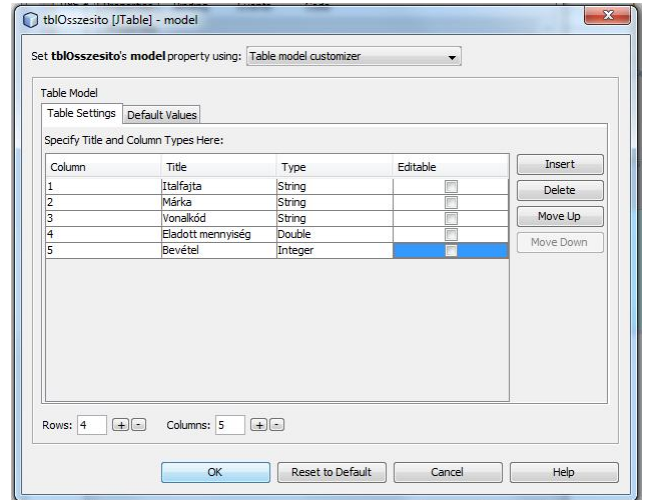 tblOsszesito [JTable] - model
Set tblOsszesito's model property using: Table model customizer
Table Model
Table Settings Default Values
Specify Title and Column Types Here:
Column Title Type Editable
1 Italfajta String
2 Márka String
3 Vonalkód String
4 Eladott mennyiség Double
5 Bevétel Integer
Insert
Delete
Move Up
Move Down
Rows: 4 + - Columns: 5 + -
OK Reset to Default Cancel Help